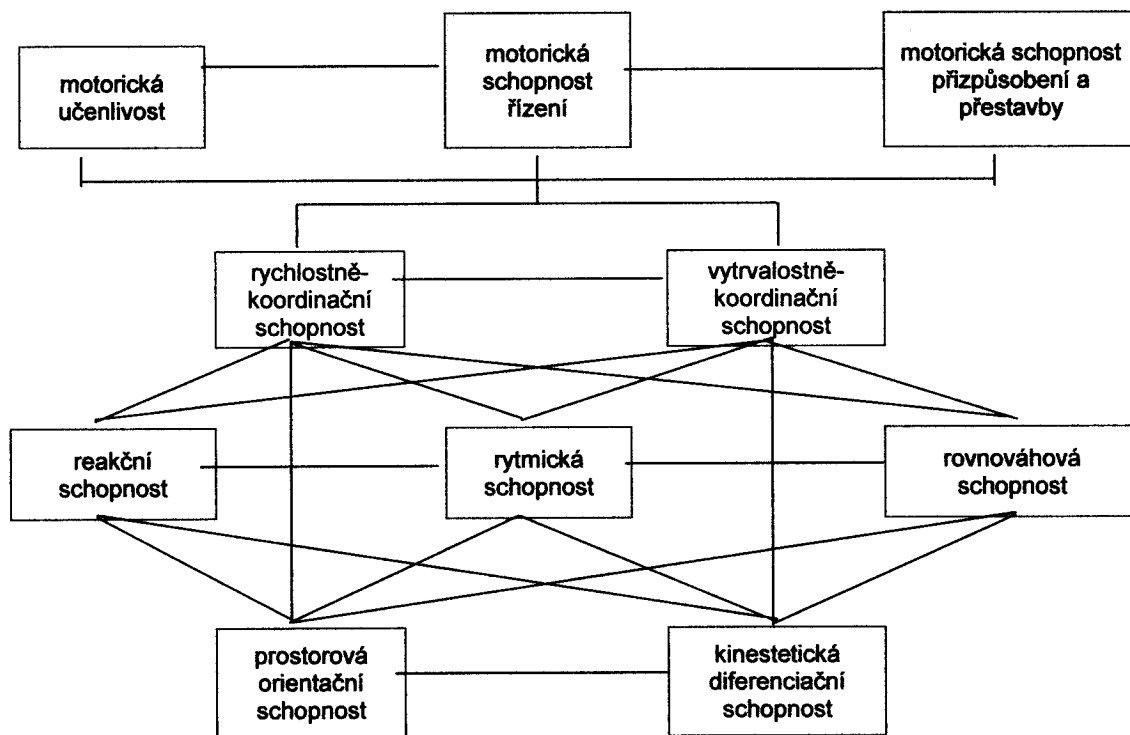 motorická
učenlivost
motorická
schopnost
řízení
motorická schopnost
přizpůsobení a
přestavby
rychlostně-
koordinační
schopnost
vytrvalostně-
koordinační
schopnost
reakční
schopnost
rytmická
schopnost
rovnováhová
schopnost
prostorová
orientační
schopnost
kinestetická
diferenciační
schopnost